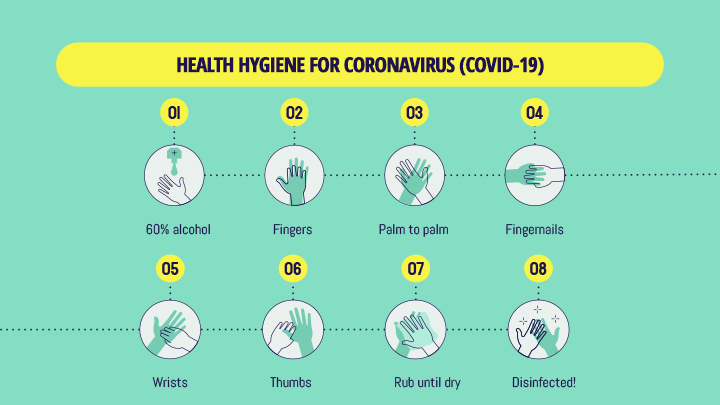 HEALTH HYGIENE FOR CORONAVIRUS (COVID-19)
01 02 03 04
60% alcohol Fingers Palm to palm Fingernails
05 06 07 08
Wrists Thumbs Rub until dry Disinfected!